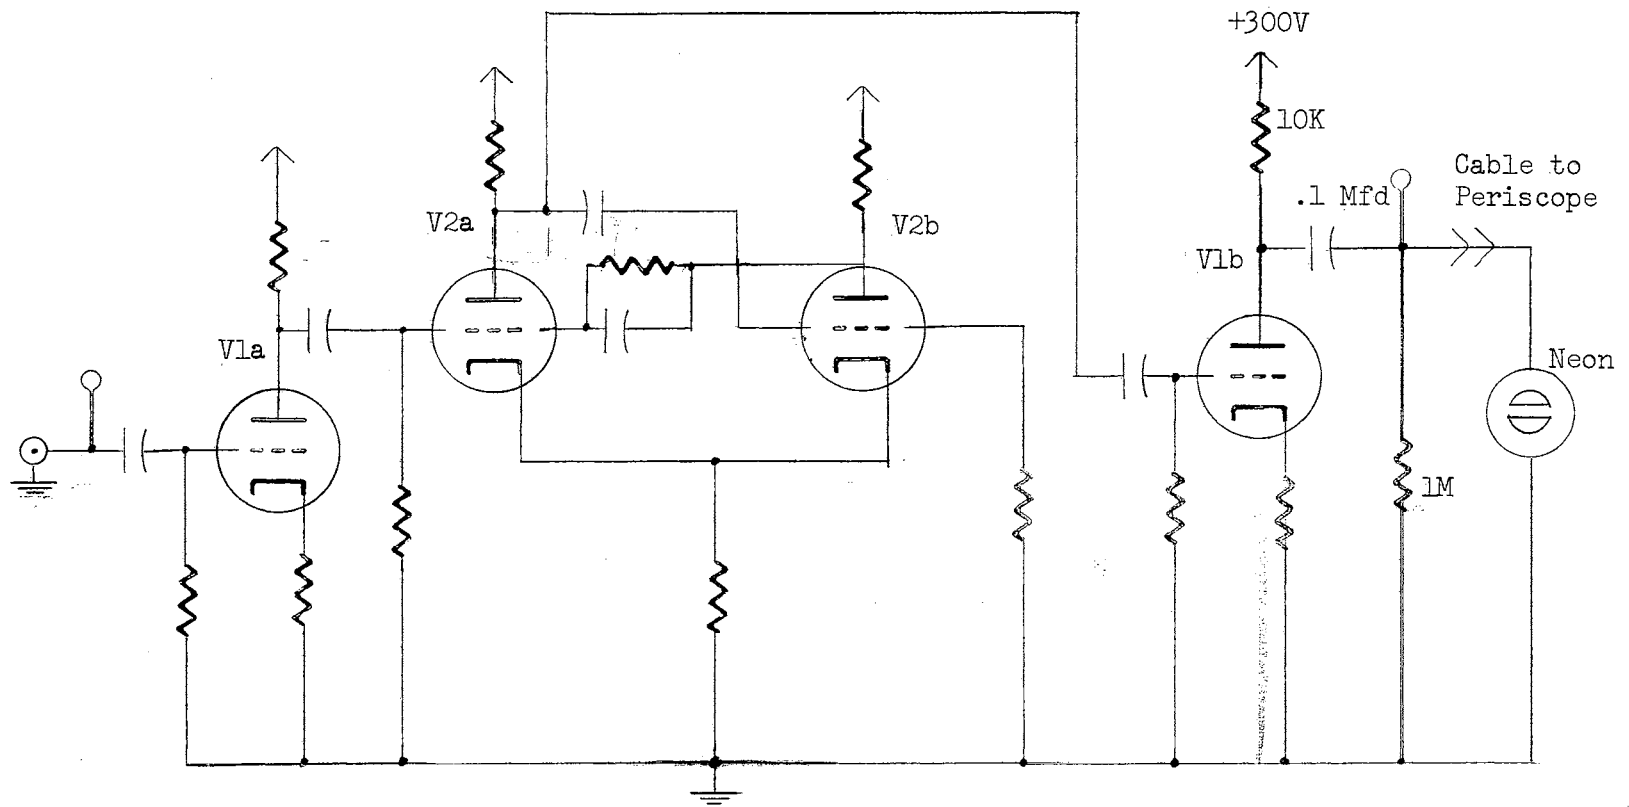 +300V
10K
Cable to
Periscope
.1 Mfd
V2a
V2b
V1b
V1a
Neon
1M